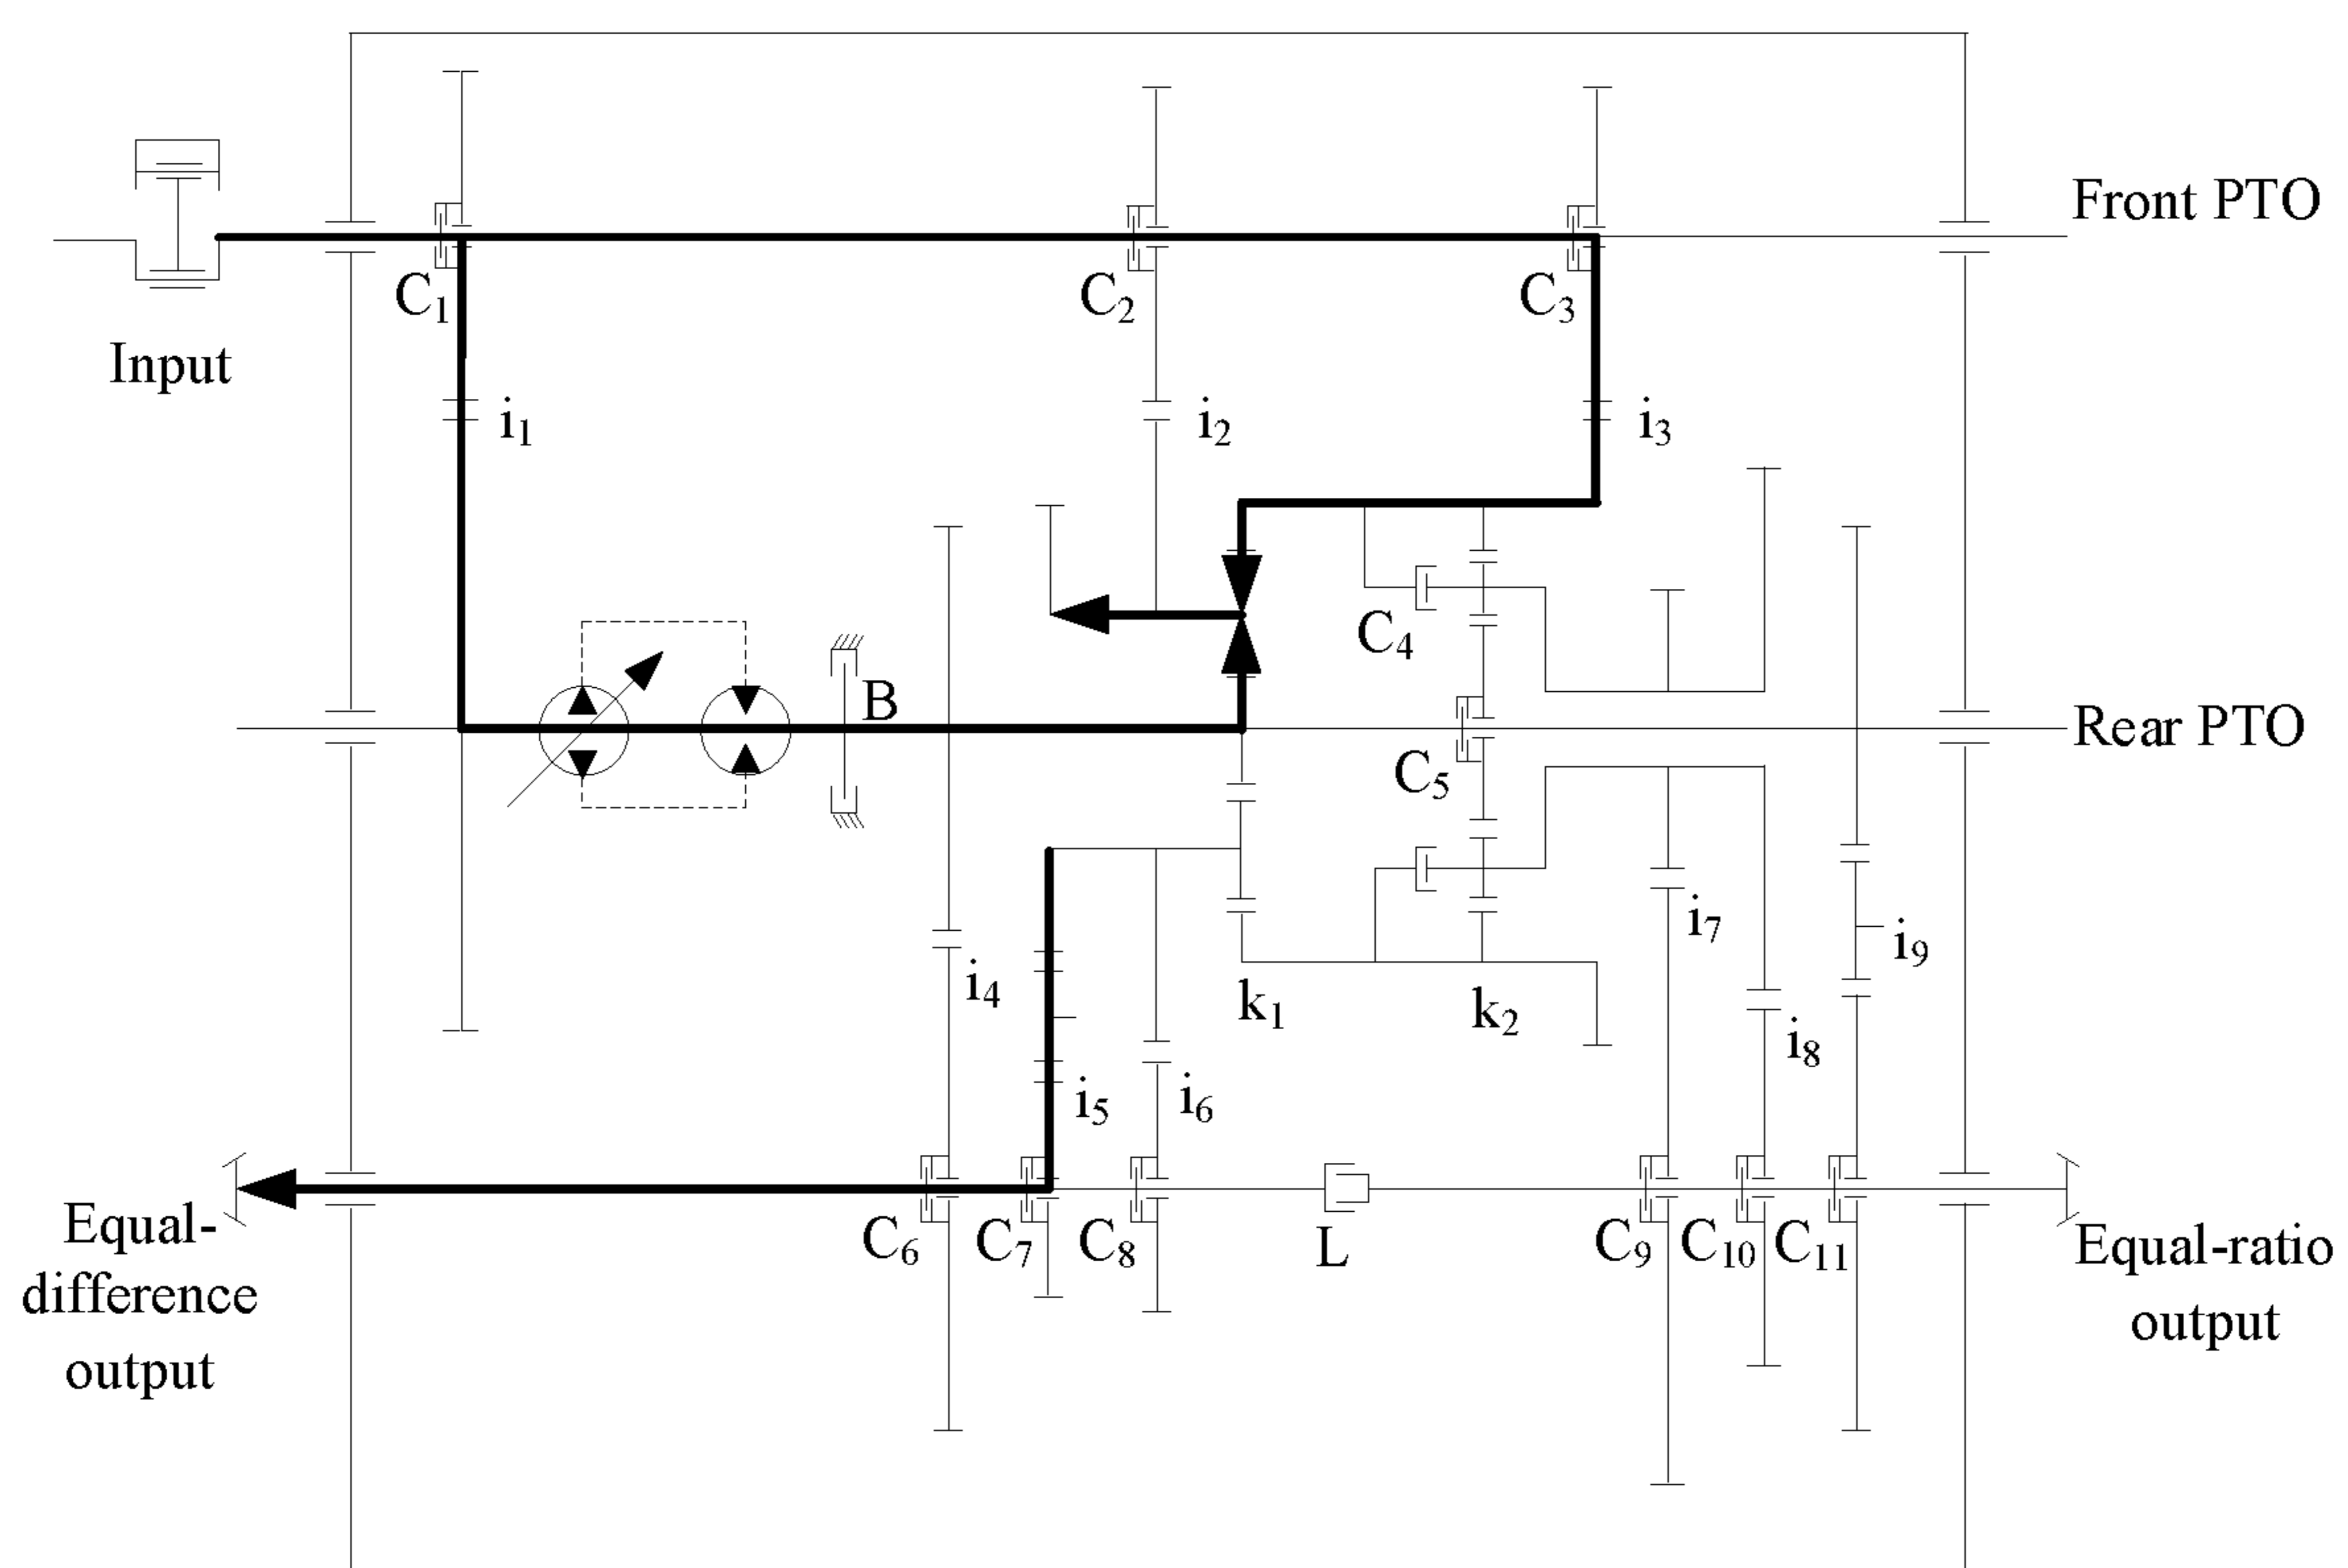 Front PTO
C1
C2
C3
Input
i1
i2
i3
C4
B
Rear PTO
C5
i7
i9
i4
k1
k2
i8
i5
i6
Equal-
difference
output
C6
C7
C8
L
C9
C10
C11
Equal-ratio
output